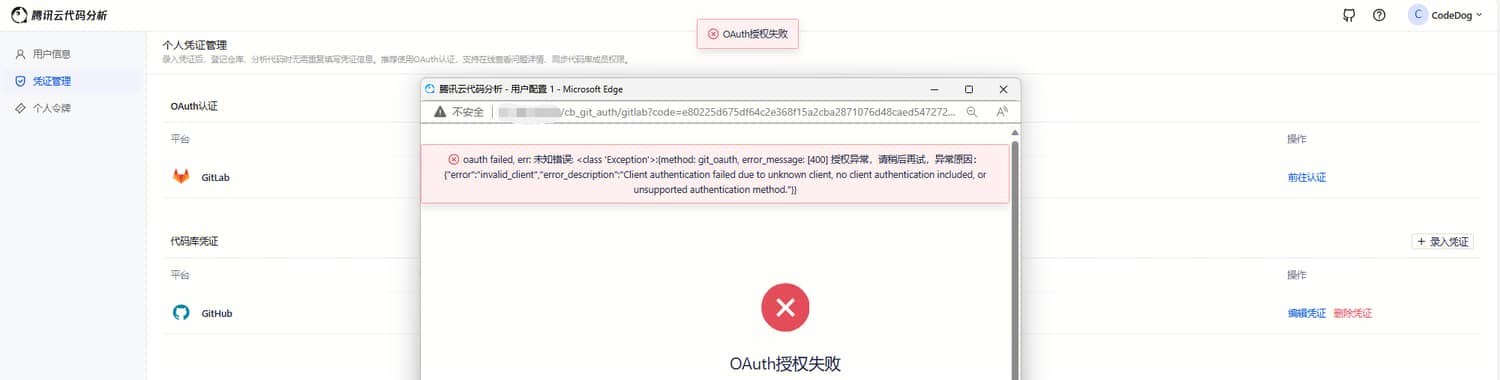 腾讯云代码分析
OAuth授权失败
C CodeDog
用户信息
凭证管理
个人令牌
个人凭证管理
录入凭证后，登记仓库、分析代码时无需重复填写凭证信息。推荐使用OAuth认证，支持在线查看问题详情、同步代码库成员权限。
腾讯云代码分析 - 用户配置 1 - Microsoft Edge
不安全
/cb_git_auth/gitlab?code=e80225d675df64c2e368f15a2cba2871076d48caed547272...
oauth failed, err: 未知错误: <class 'Exception'>:(method: git_oauth, error_message: [400] 授权异常，请稍后再试，异常原因：
{"error":"invalid_client","error_description":"Client authentication failed due to unknown client, no client authentication included, or
unsupported authentication method."}}
OAuth授权失败
OAuth认证
平台
操作
GitLab
前往认证
代码库凭证
+ 录入凭证
平台
操作
GitHub
编辑凭证 删除凭证